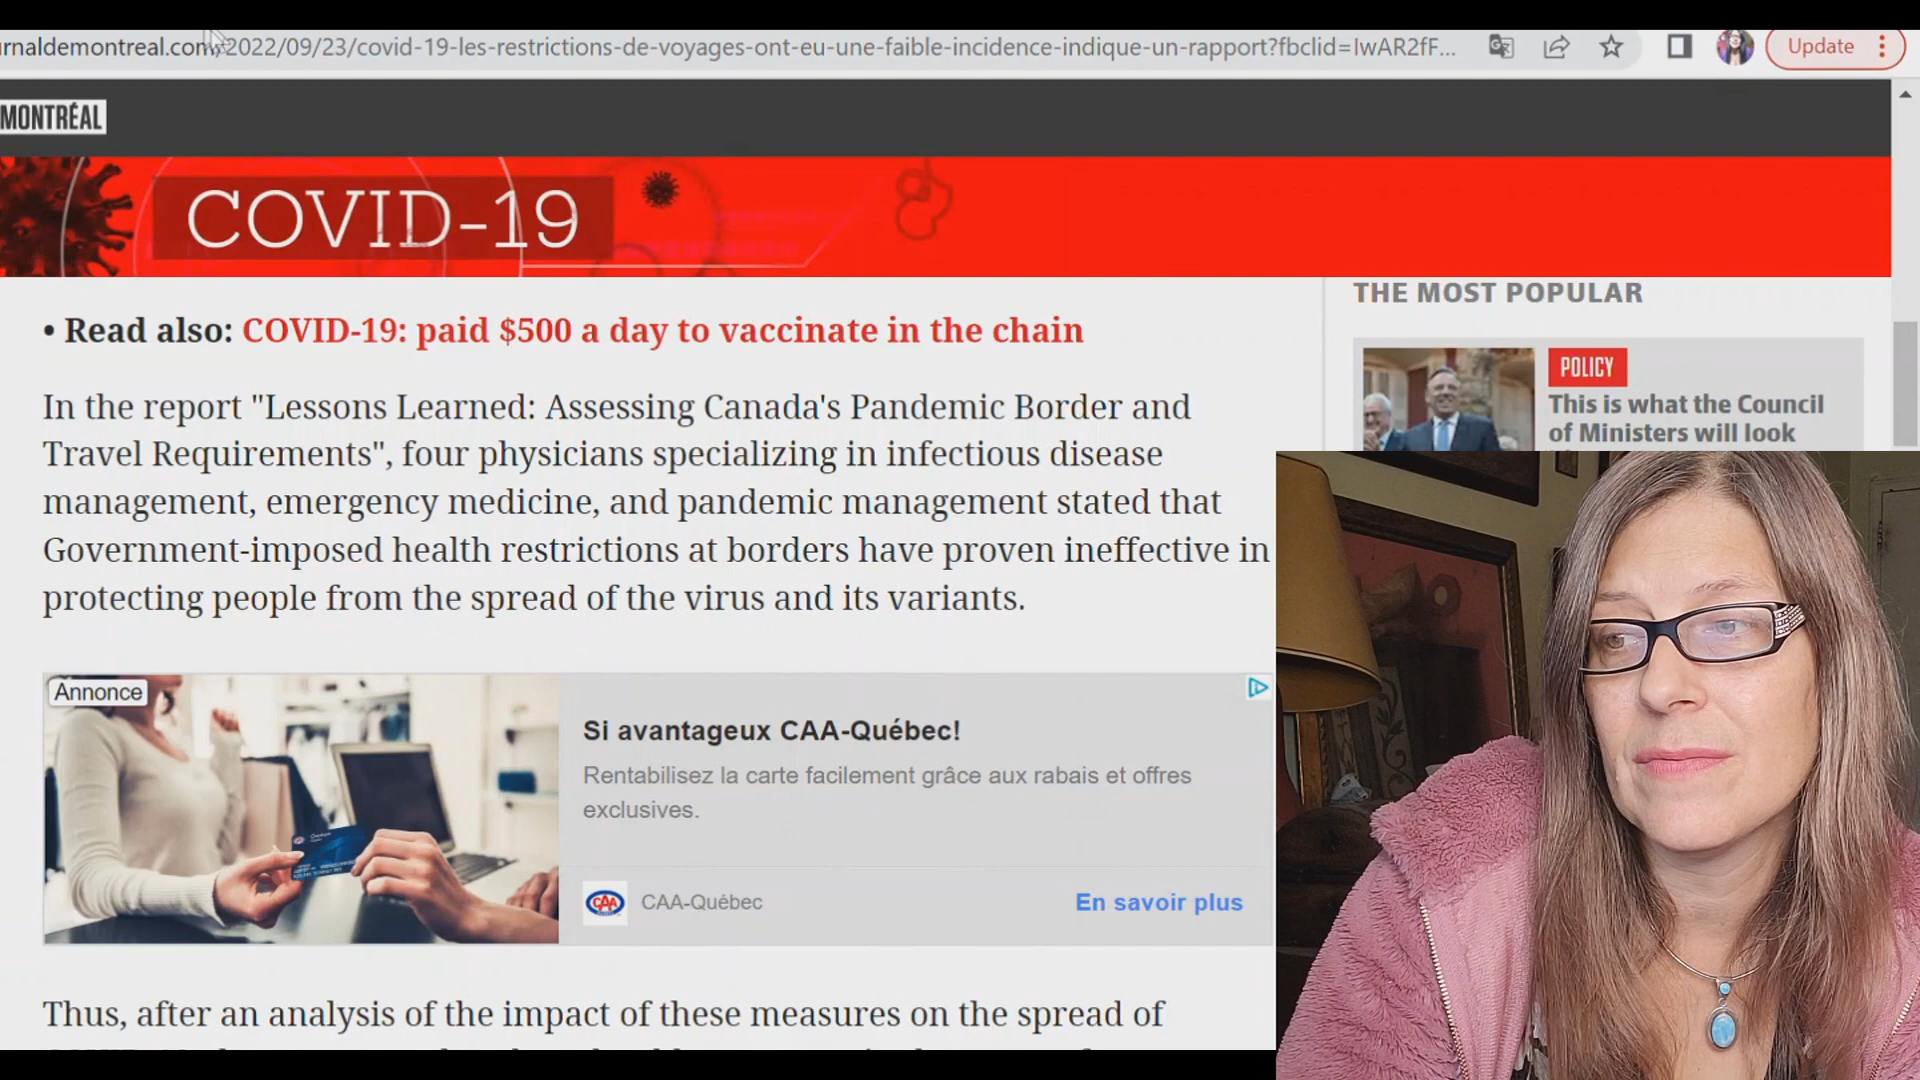 rnaldemontreal.com/2022/09/23/covid-19-les-restrictions-de-voyages-ont-eu-une-faible-incidence-indique-un-rapport?fbclid=IwAR2fF...
Update
MONTRÉAL
COVID-19
• Read also: COVID-19: paid $500 a day to vaccinate in the chain
In the report "Lessons Learned: Assessing Canada's Pandemic Border and
Travel Requirements", four physicians specializing in infectious disease
management, emergency medicine, and pandemic management stated that
Government-imposed health restrictions at borders have proven ineffective in
protecting people from the spread of the virus and its variants.
Annonce
Si avantageux CAA-Québec!
Rentabilisez la carte facilement grâce aux rabais et offres
exclusives.
CAA
CAA-Québec
En savoir plus
Thus, after an analysis of the impact of these measures on the spread of
THE MOST POPULAR
POLICY
This is what the Council
of Ministers will look